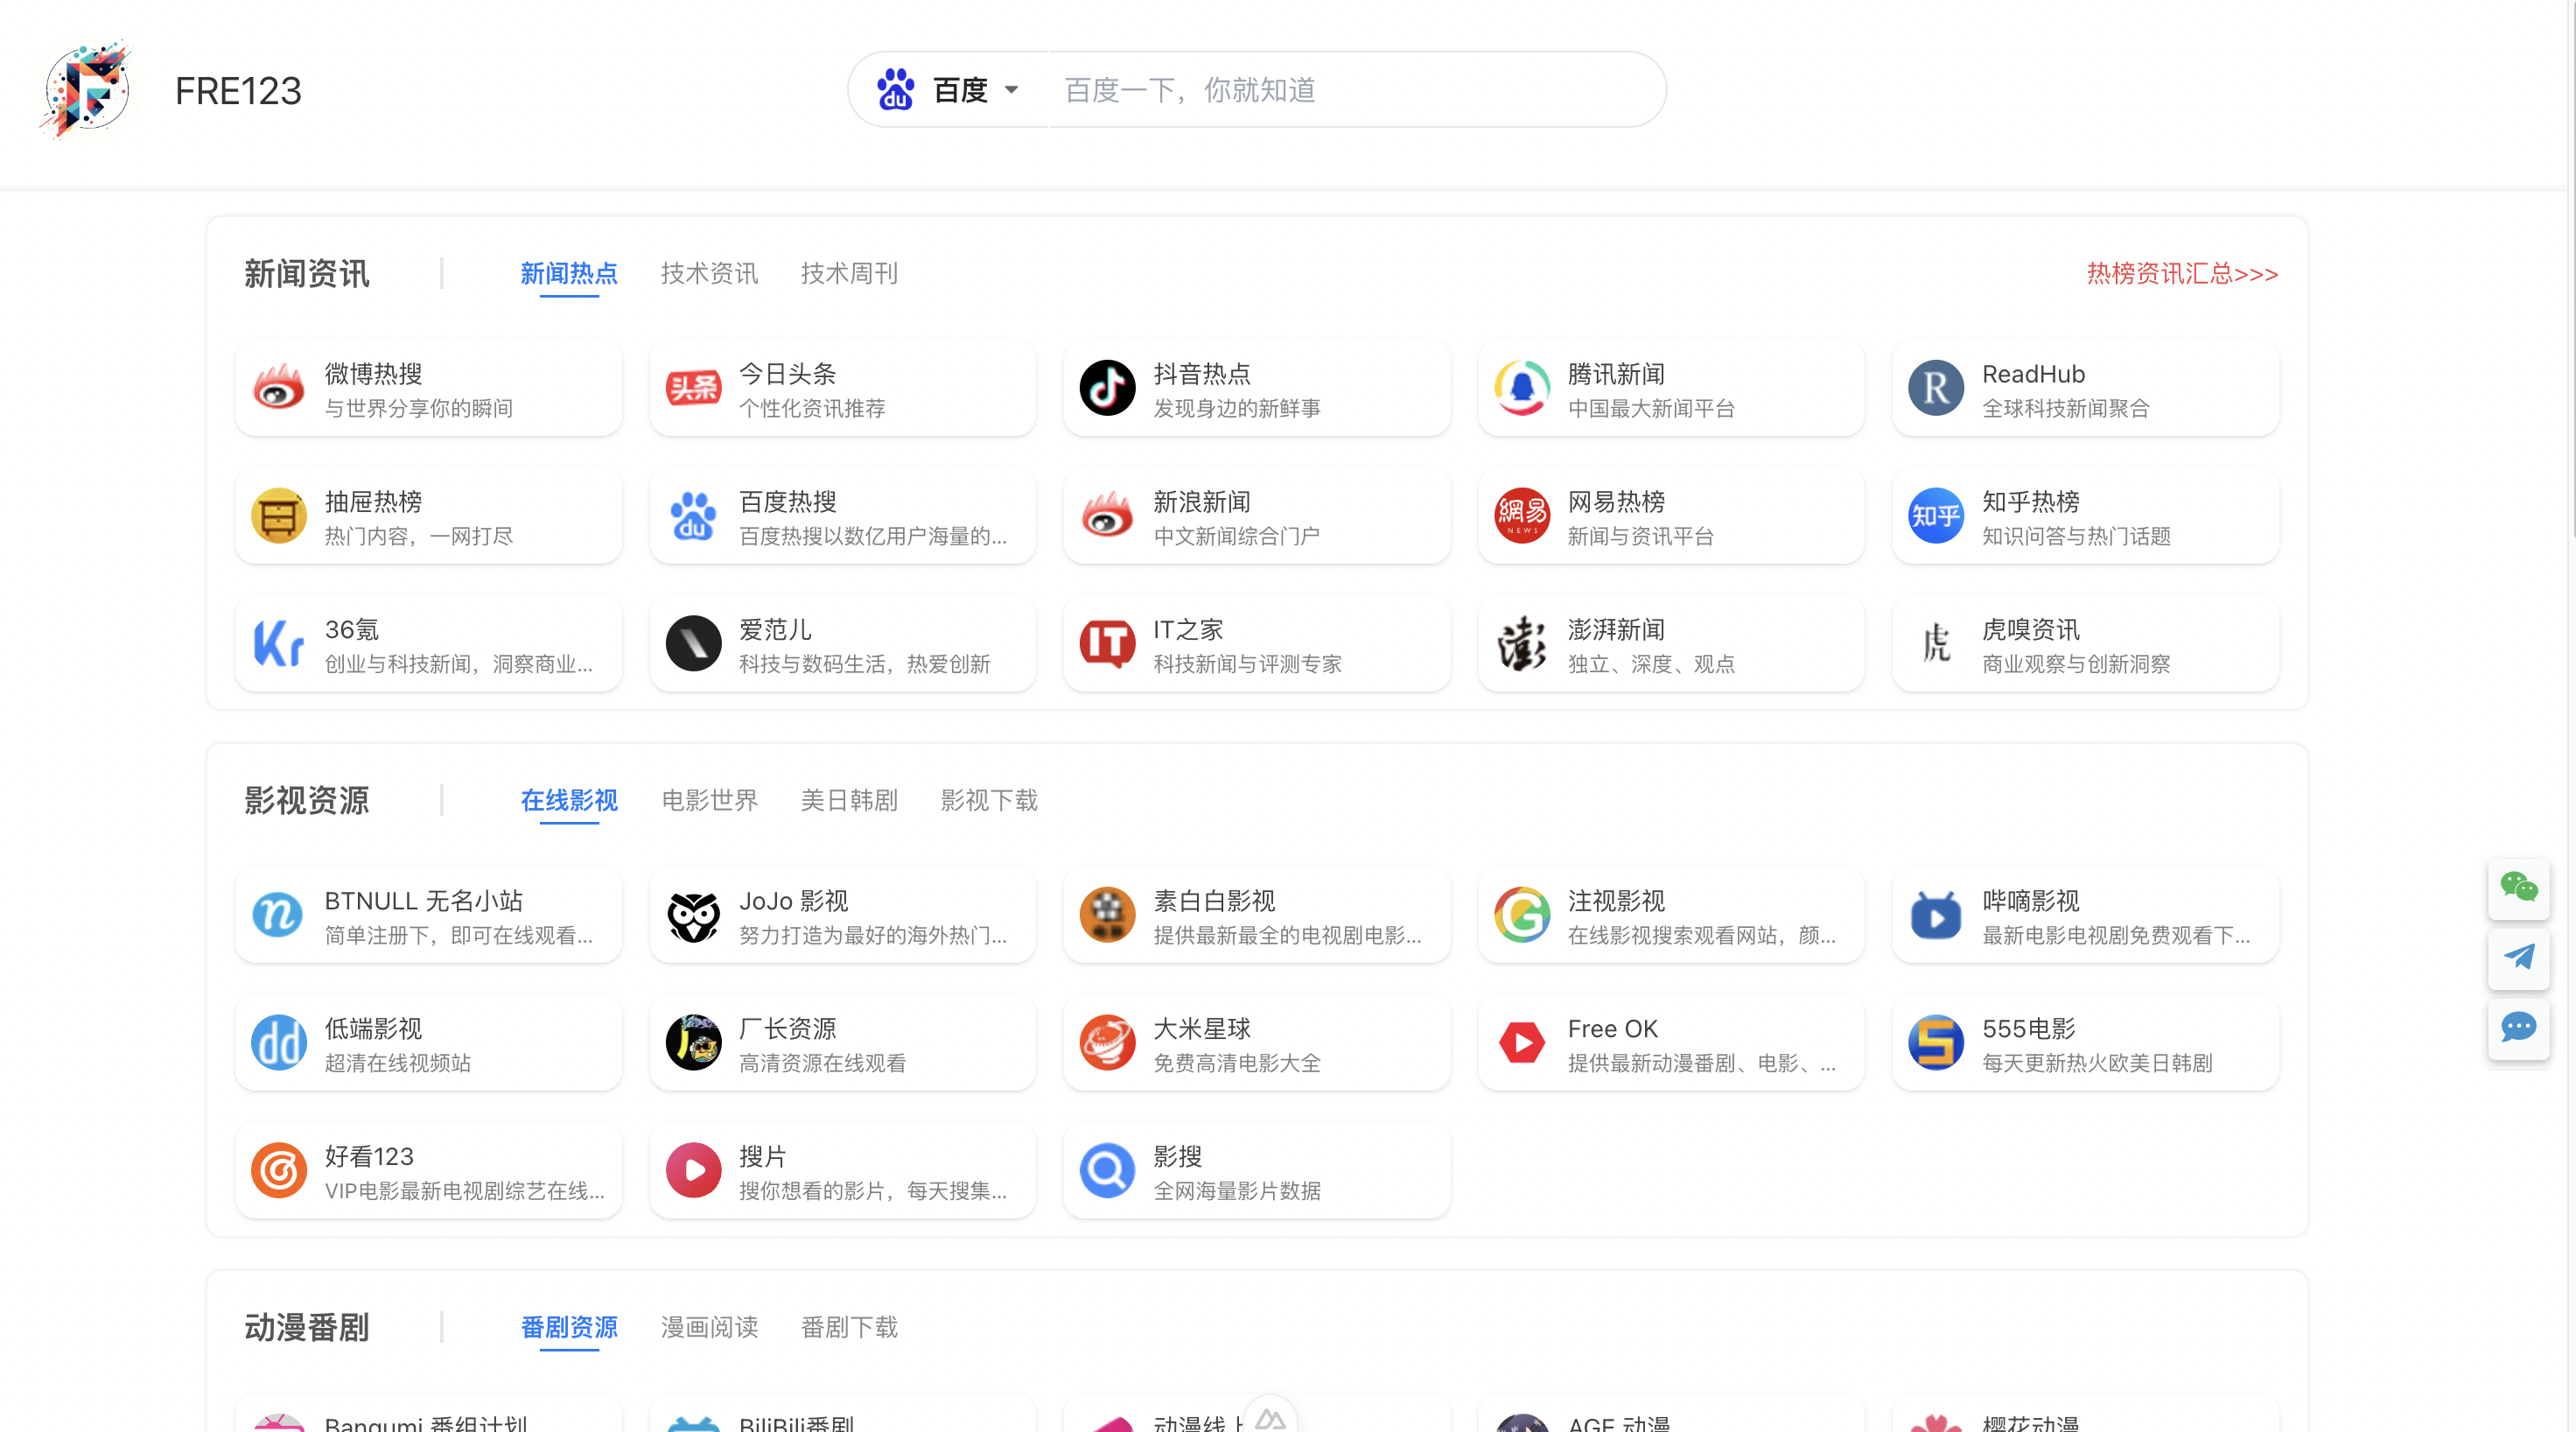 FRE123
百度
百度一下，你就知道
新闻资讯
新闻热点 技术资讯 技术周刊
热榜资讯汇总>>>
微博热搜
与世界分享你的瞬间
头条
今日头条
个性化资讯推荐
抖音热点
发现身边的新鲜事
腾讯新闻
中国最大新闻平台
R
ReadHub
全球科技新闻聚合
抽屉热榜
热门内容，一网打尽
du
百度热搜
百度热搜以数亿用户海量的...
新浪新闻
中文新闻综合门户
網易
NEWS
网易热榜
新闻与资讯平台
知乎
知乎热榜
知识问答与热门话题
Kr
36氪
创业与科技新闻，洞察商业...
爱范儿
科技与数码生活，热爱创新
IT
IT之家
科技新闻与评测专家
澎
澎湃新闻
独立、深度、观点
虎
虎嗅资讯
商业观察与创新洞察
影视资源
在线影视 电影世界 美日韩剧 影视下载
n
BTNULL 无名小站
简单注册下，即可在线观看...
JoJo 影视
努力打造为最好的海外热门...
素白白影视
提供最新最全的电视剧电影...
注视影视
在线影视搜索观看网站，颜...
哔嘀影视
最新电影电视剧免费观看下...
dd
低端影视
超清在线视频站
厂长资源
高清资源在线观看
大米星球
免费高清电影大全
Free OK
提供最新动漫番剧、电影、...
5
555电影
每天更新热火欧美日韩剧
好看123
VIP电影最新电视剧综艺在线...
搜片
搜你想看的影片，每天搜集...
影搜
全网海量影片数据
动漫番剧
番剧资源 漫画阅读 番剧下载
Bangumi 番组计划
BiliBili番剧
动漫线上
AGE 动漫
樱花动漫